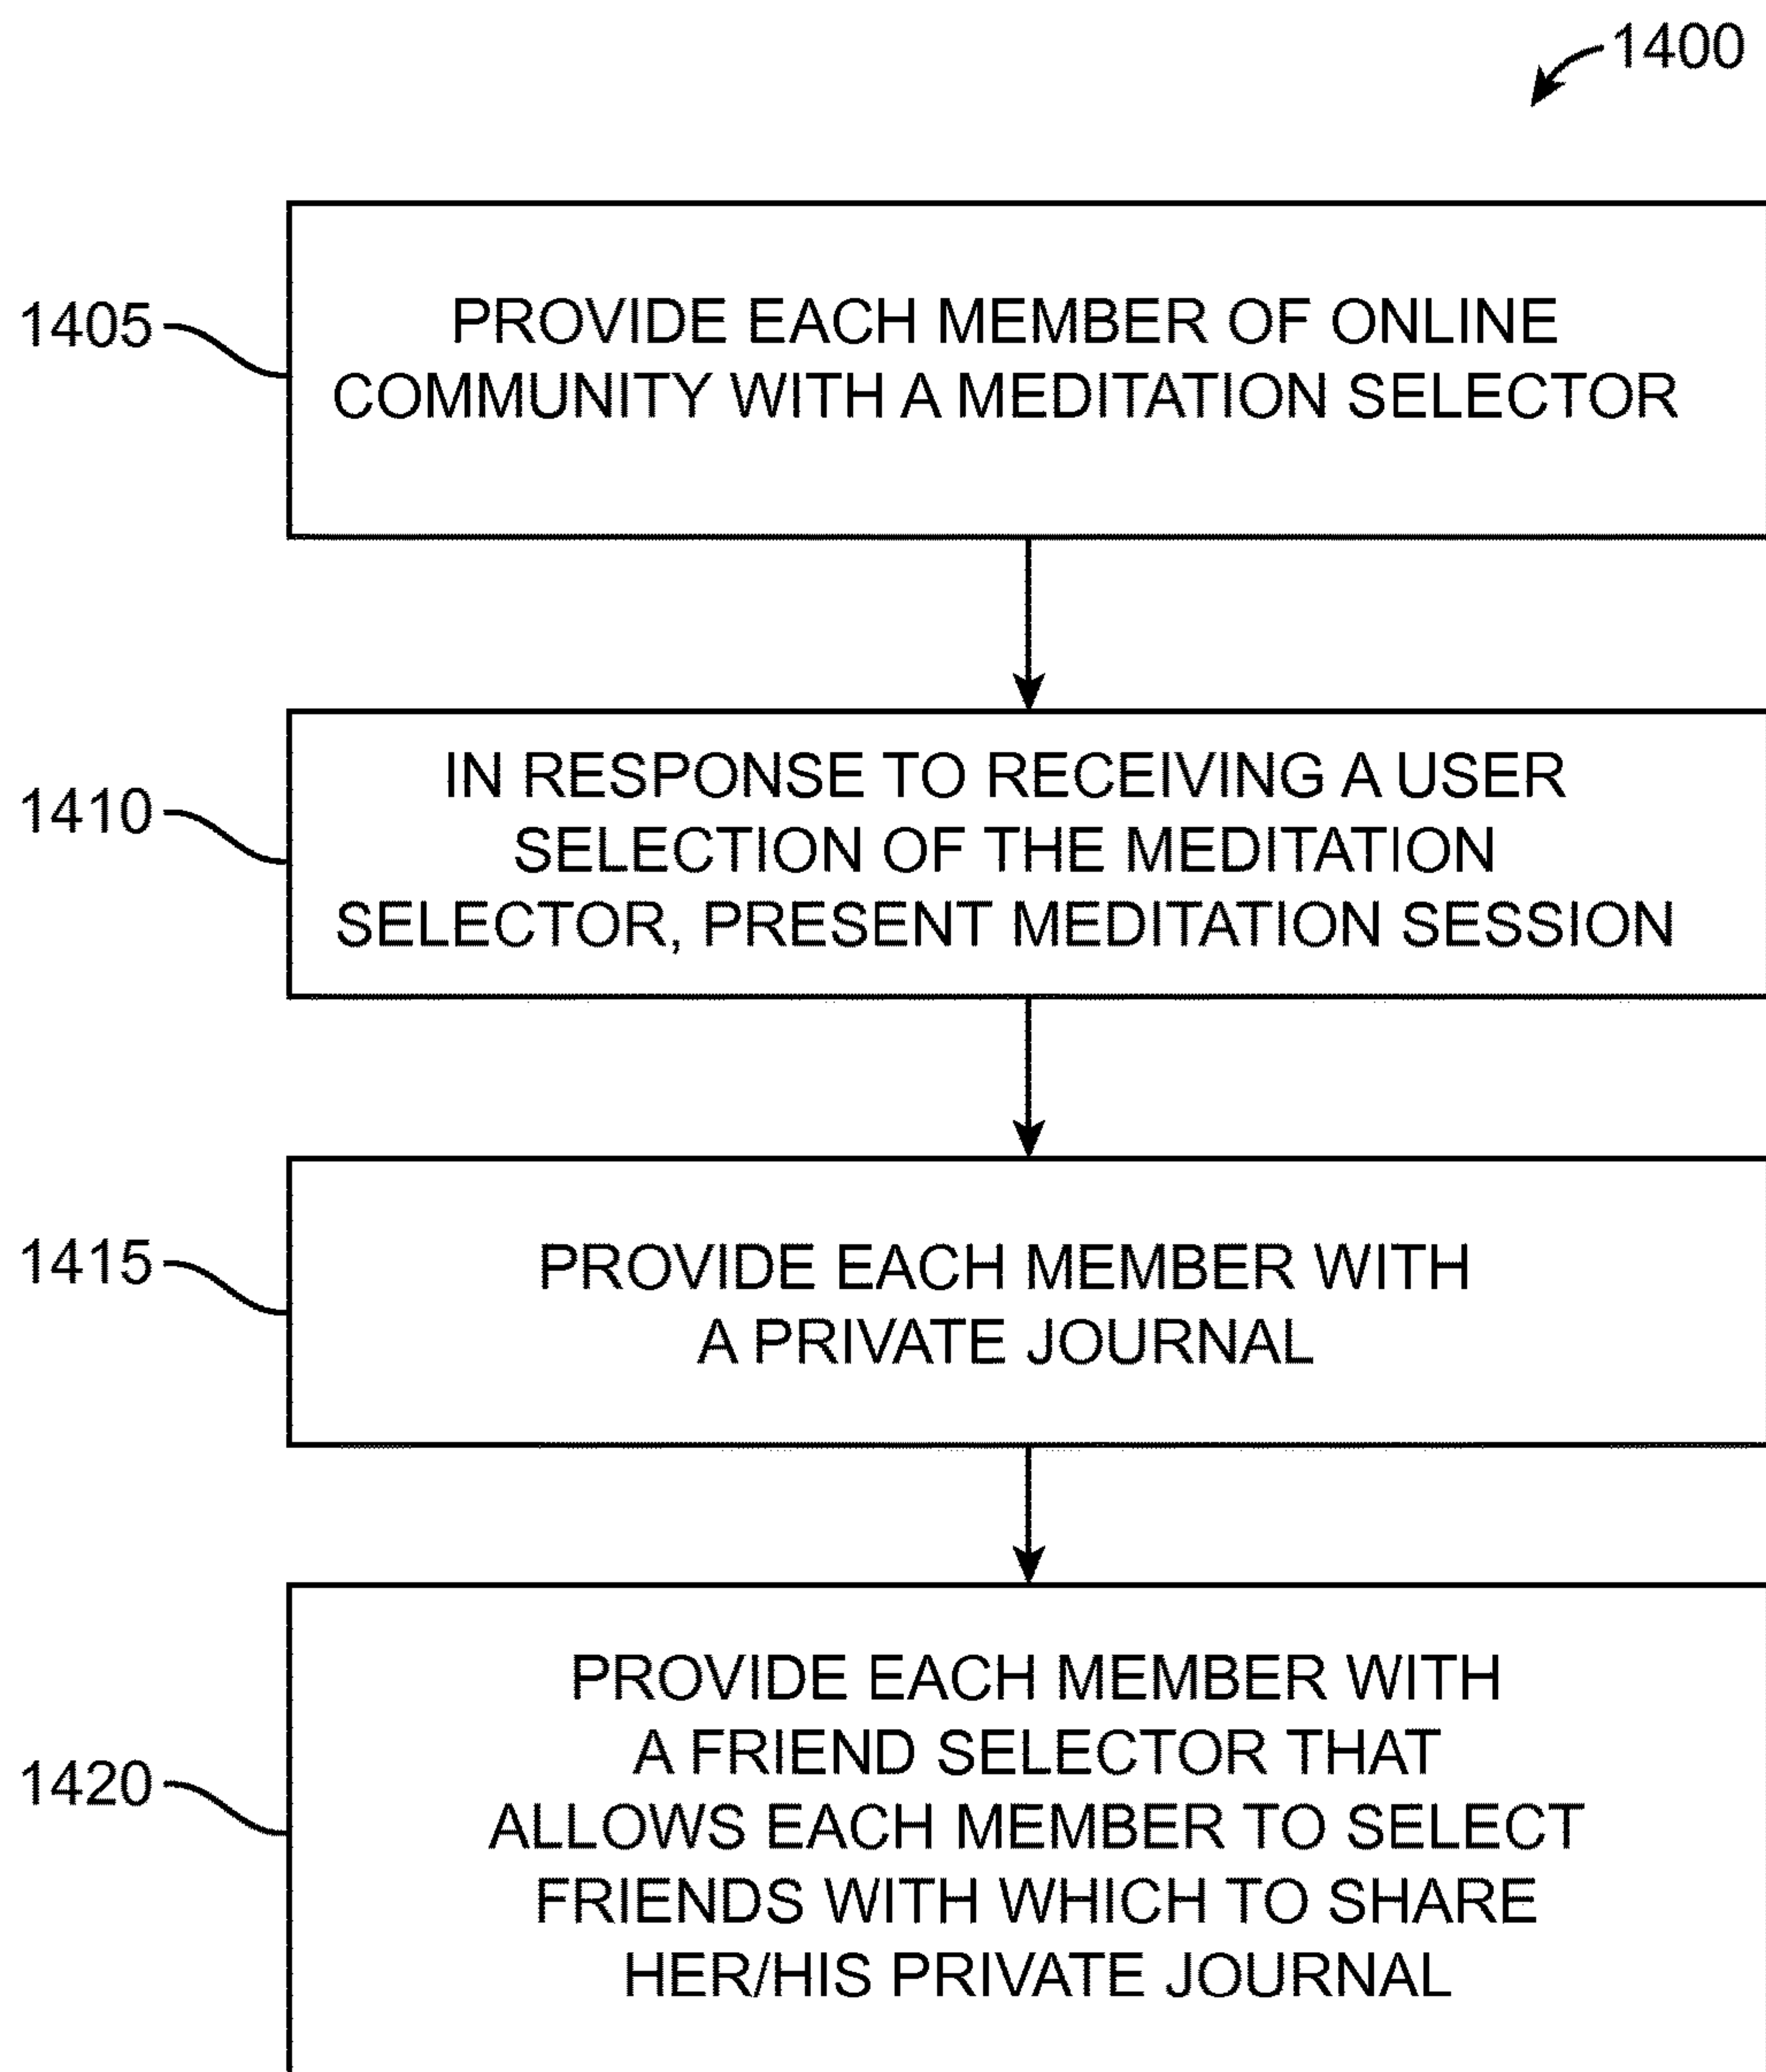 1400
1405
PROVIDE EACH MEMBER OF ONLINE
COMMUNITY WITH A MEDITATION SELECTOR
1410
IN RESPONSE TO RECEIVING A USER
SELECTION OF THE MEDITATION
SELECTOR, PRESENT MEDITATION SESSION
1415
PROVIDE EACH MEMBER WITH
A PRIVATE JOURNAL
1420
PROVIDE EACH MEMBER WITH
A FRIEND SELECTOR THAT
ALLOWS EACH MEMBER TO SELECT
FRIENDS WITH WHICH TO SHARE
HER/HIS PRIVATE JOURNAL